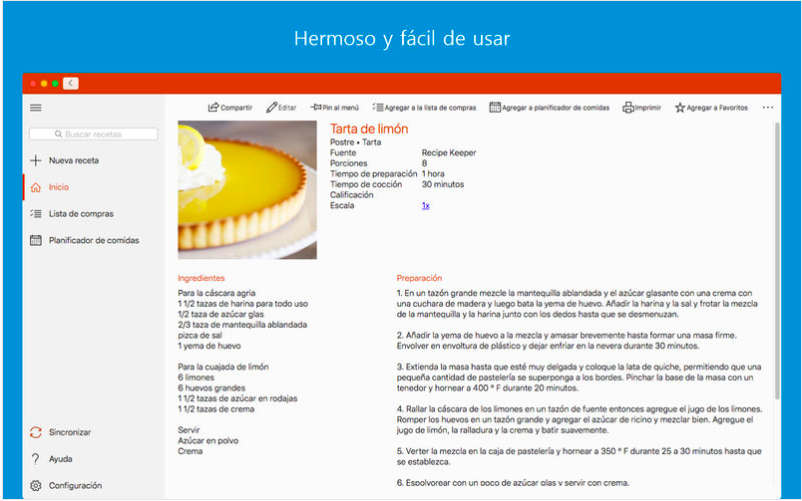 Hermoso y fácil de usar
Compartir
Editar
Pin al menú
Agregar a la lista de compras
Agregar a planificador de comidas
Imprimir
Agregar a Favoritos
Buscar recetas
Nueva receta
Inicio
Lista de compras
Planificador de comidas
Sincronizar
Ayuda
Configuración
Tarta de limón
Postre • Tarta
Fuente Recipe Keeper
Porciones 8
Tiempo de preparación 1 hora
Tiempo de cocción 30 minutos
Calificación
Escala 1x
Ingredientes
Para la cáscara agria
1 1/2 tazas de harina para todo uso
1/2 taza de azúcar glas
2/3 taza de mantequilla ablandada
pizca de sal
1 yema de huevo
Para la cuajada de limón
6 limones
6 huevos grandes
1 1/2 tazas de azúcar en rodajas
1 1/2 tazas de crema
Servir
Azúcar en polvo
Crema
Preparación
1. En un tazón grande mezcle la mantequilla ablandada y el azúcar glasante con una crema con
una cuchara de madera y luego bata la yema de huevo. Añadir la harina y la sal y frotar la mezcla
de la mantequilla y la harina junto con los dedos hasta que se desmenuzan.
2. Añadir la yema de huevo a la mezcla y amasar brevemente hasta formar una masa firme.
Envolver en envoltura de plástico y dejar enfriar en la nevera durante 30 minutos.
3. Extienda la masa hasta que esté muy delgada y coloque la lata de quiche, permitiendo que una
pequeña cantidad de pastelería se superponga a los bordes. Pinchar la base de la masa con un
tenedor y hornear a 400 ° F durante 20 minutos.
4. Rallar la cáscara de los limones en un tazón de fuente entonces agregue el jugo de los limones.
Romper los huevos en un tazón grande y agregar el azúcar de ricino y mezclar bien. Agregue el
jugo de limón, la ralladura y la crema y batir suavemente.
5. Verter la mezcla en la caja de pastelería y hornear a 350 ° F durante 25 a 30 minutos hasta que
se establezca.
6. Espolvorear con un poco de azúcar glas y servir con crema.